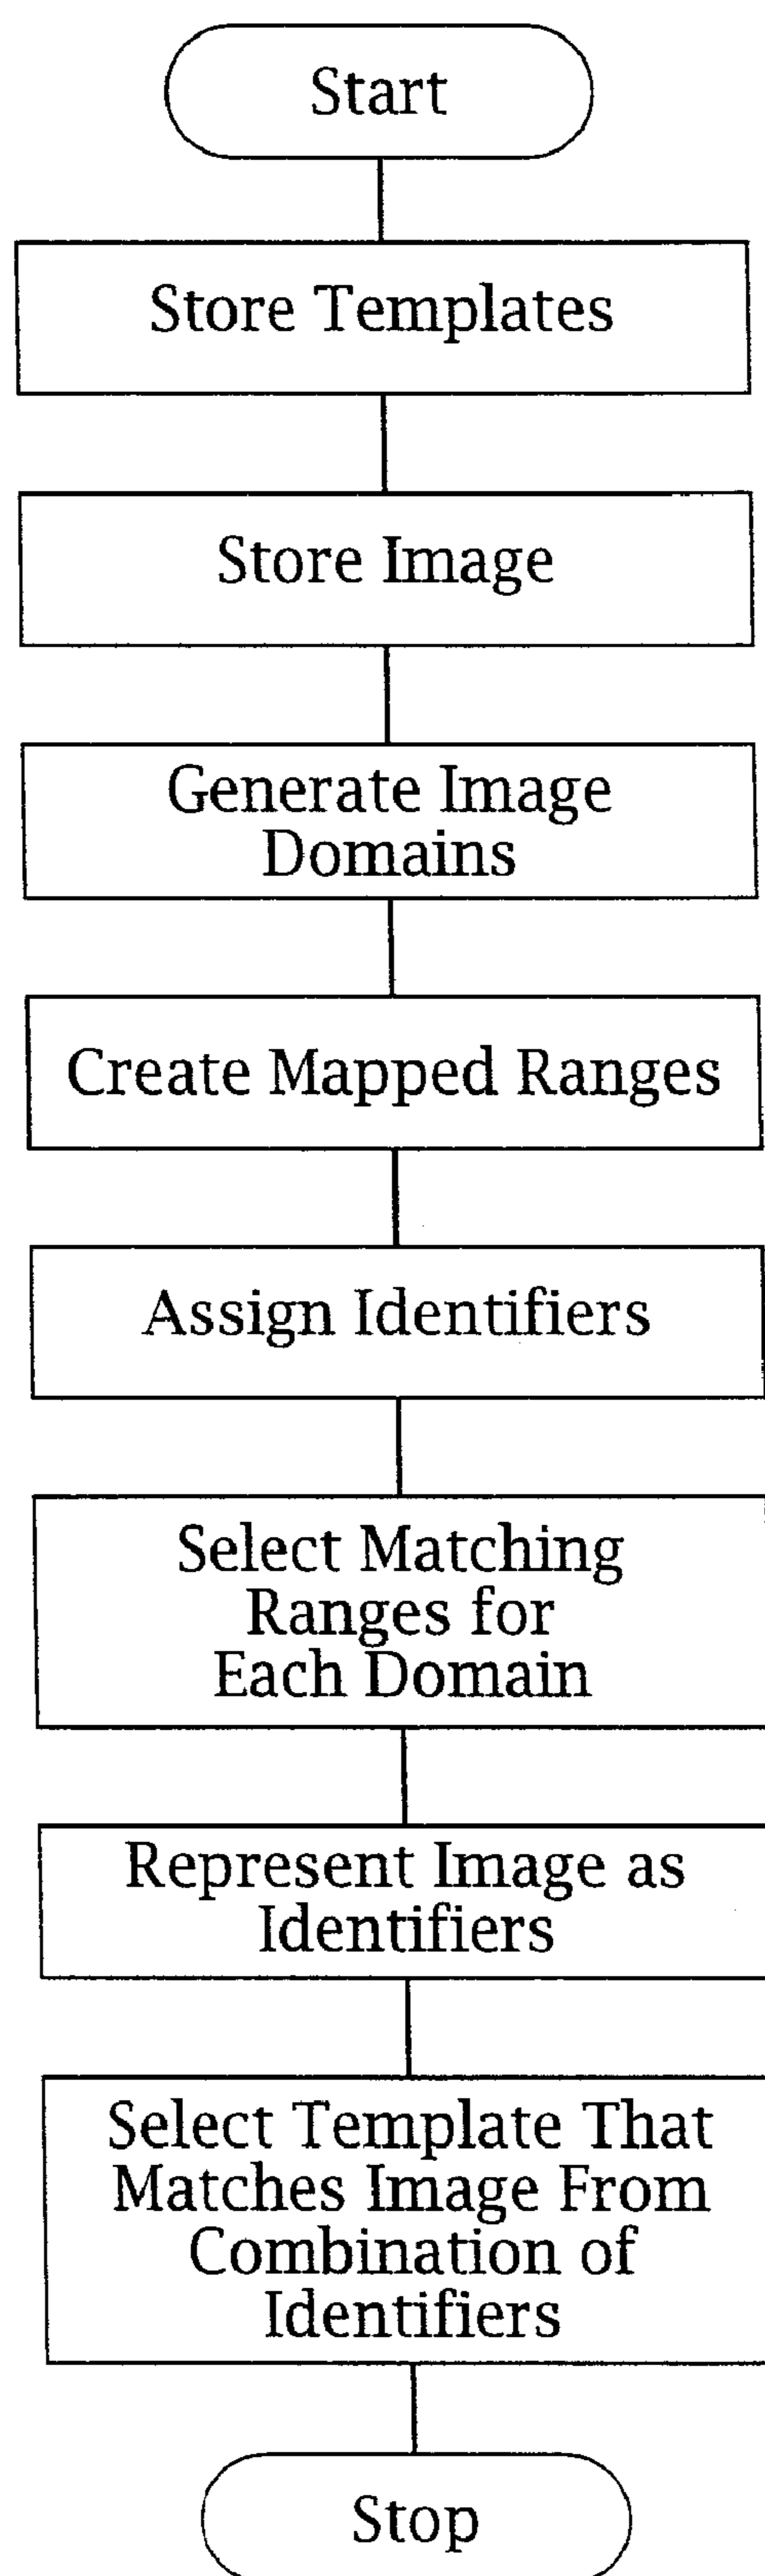 Start
Store Templates
Store Image
Generate Image
Domains
Create Mapped Ranges
Assign Identifiers
Select Matching
Ranges for
Each Domain
Represent Image as
Identifiers
Select Template That
Matches Image From
Combination of
Identifiers
Stop